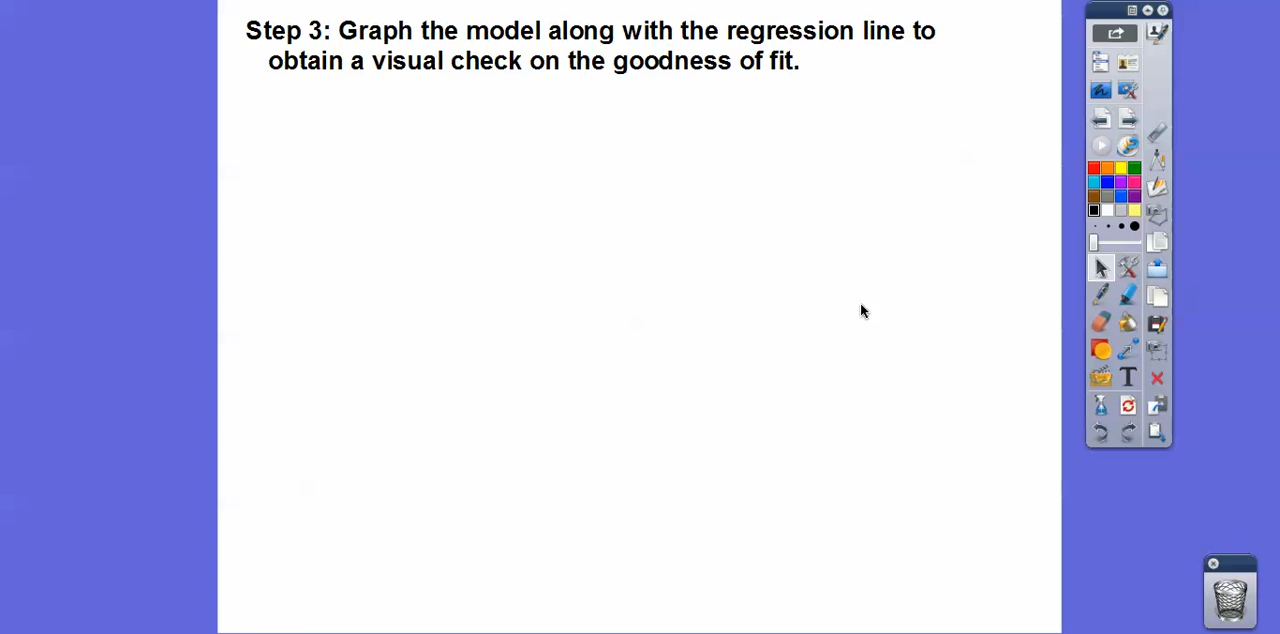 Step 3: Graph the model along with the regression line to
obtain a visual check on the goodness of fit.